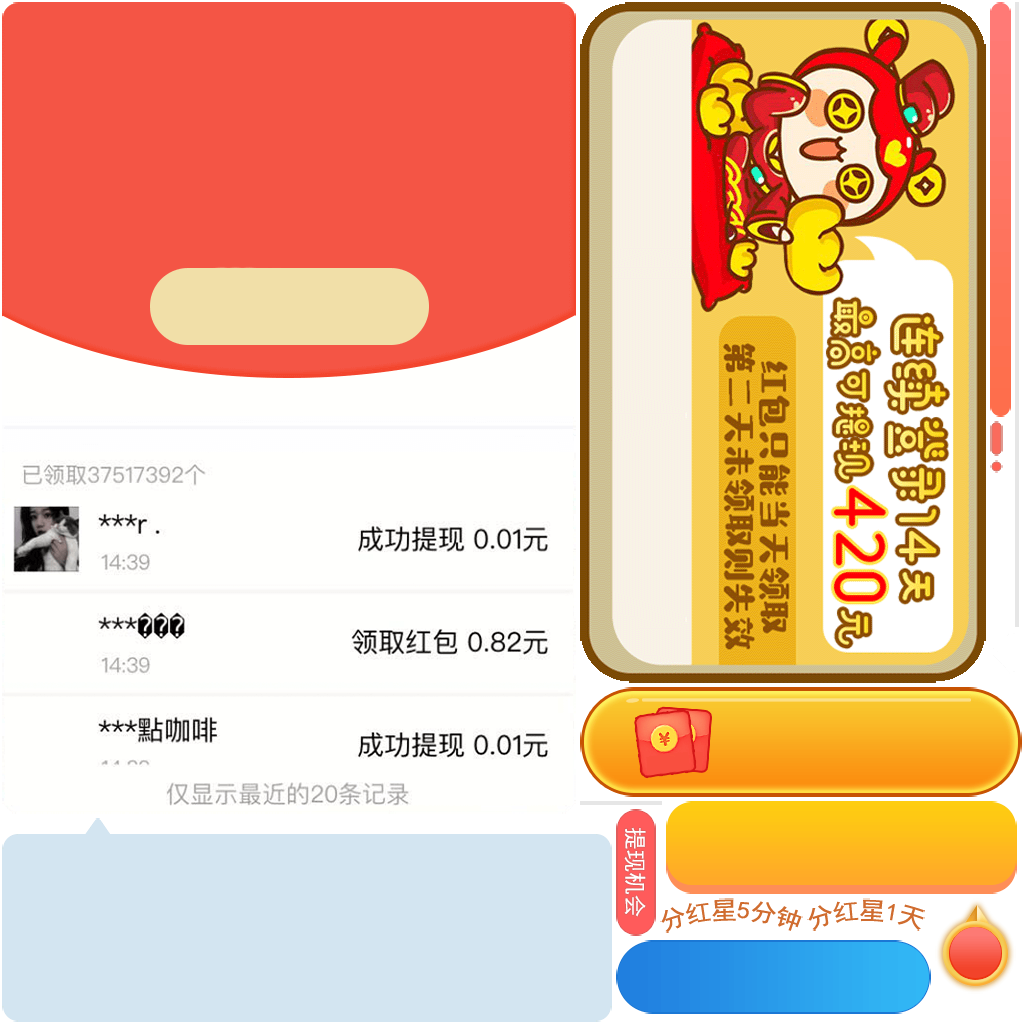 已领取37517392个
***r .
14:39
成功提现 0.01元
***���
14:39
领取红包 0.82元
***點咖啡
成功提现 0.01元
仅显示最近的20条记录
连续登录14天
最高可提现420元
红包只能当天领取
第二天未领取则失效
提现机会
分红星5分钟 分红星1天